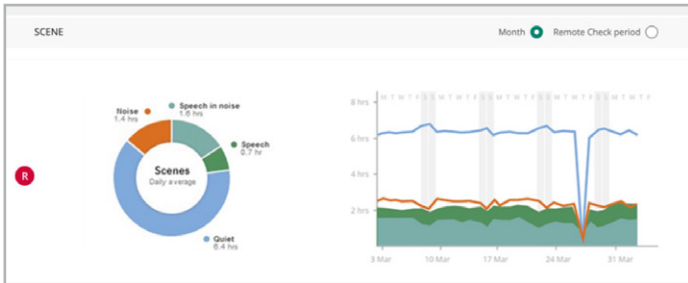 SCENE
Month
Remote Check period
R
Noise
1.4 hrs
Speech in noise
1.6 hrs
Speech
0.7 hr
Quiet
6.4 hrs
Scenes
Daily average
8 hrs
6 hrs
4 hrs
2 hrs
M T W T F S S M T W T F S S M T W T F S S M T W T F S S M T W T F
3 Mar
10 Mar
17 Mar
24 Mar
31 Mar